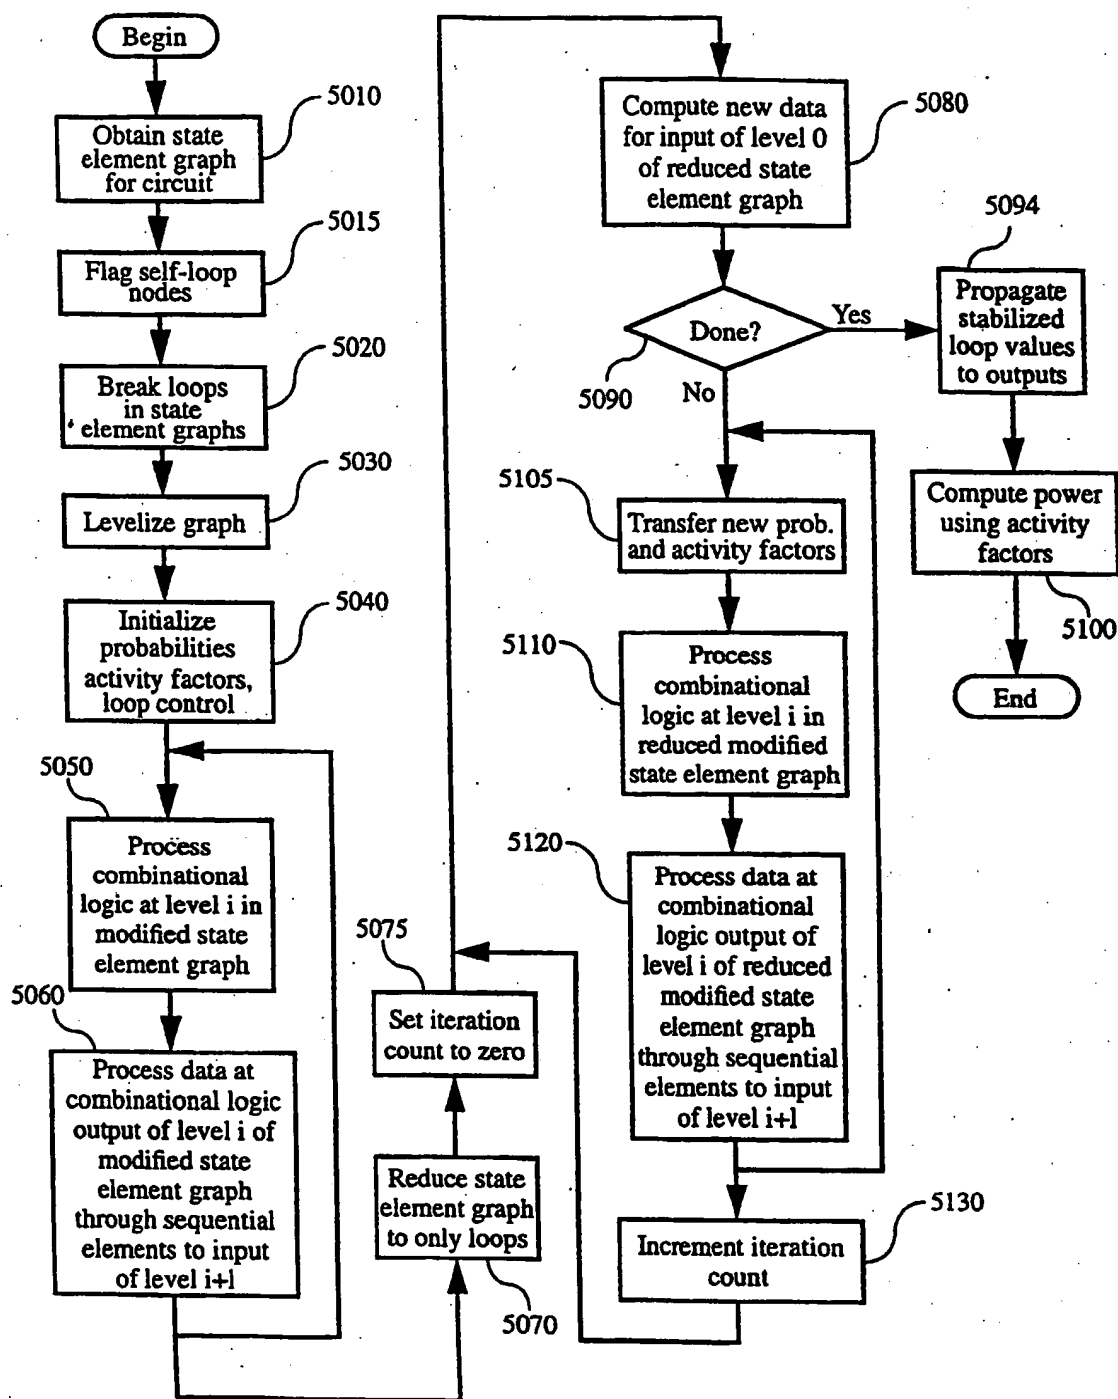 Begin
5010
Obtain state
element graph
for circuit
5015
Flag self-loop
nodes
5020
Break loops
in state
element graphs
5030
Levelize graph
5040
Initialize
probabilities
activity factors,
loop control
5050
Process
combinational
logic at level i in
modified state
element graph
5060
Process data at
combinational logic
output of level i of
modified state
element graph
through sequential
elements to input
of level i+l
5070
Reduce state
element graph
to only loops
5075
Set iteration
count to zero
5080
Compute new data
for input of level 0
of reduced state
element graph
5090
Done?
Yes
No
5094
Propagate
stabilized
loop values
to outputs
Compute power
using activity
factors
5100
End
5105
Transfer new prob.
and activity factors
5110
Process
combinational
logic at level i in
reduced modified
state element graph
5120
Process data at
combinational
logic output of
level i of reduced
modified state
element graph
through sequential
elements to input
of level i+l
5130
Increment iteration
count